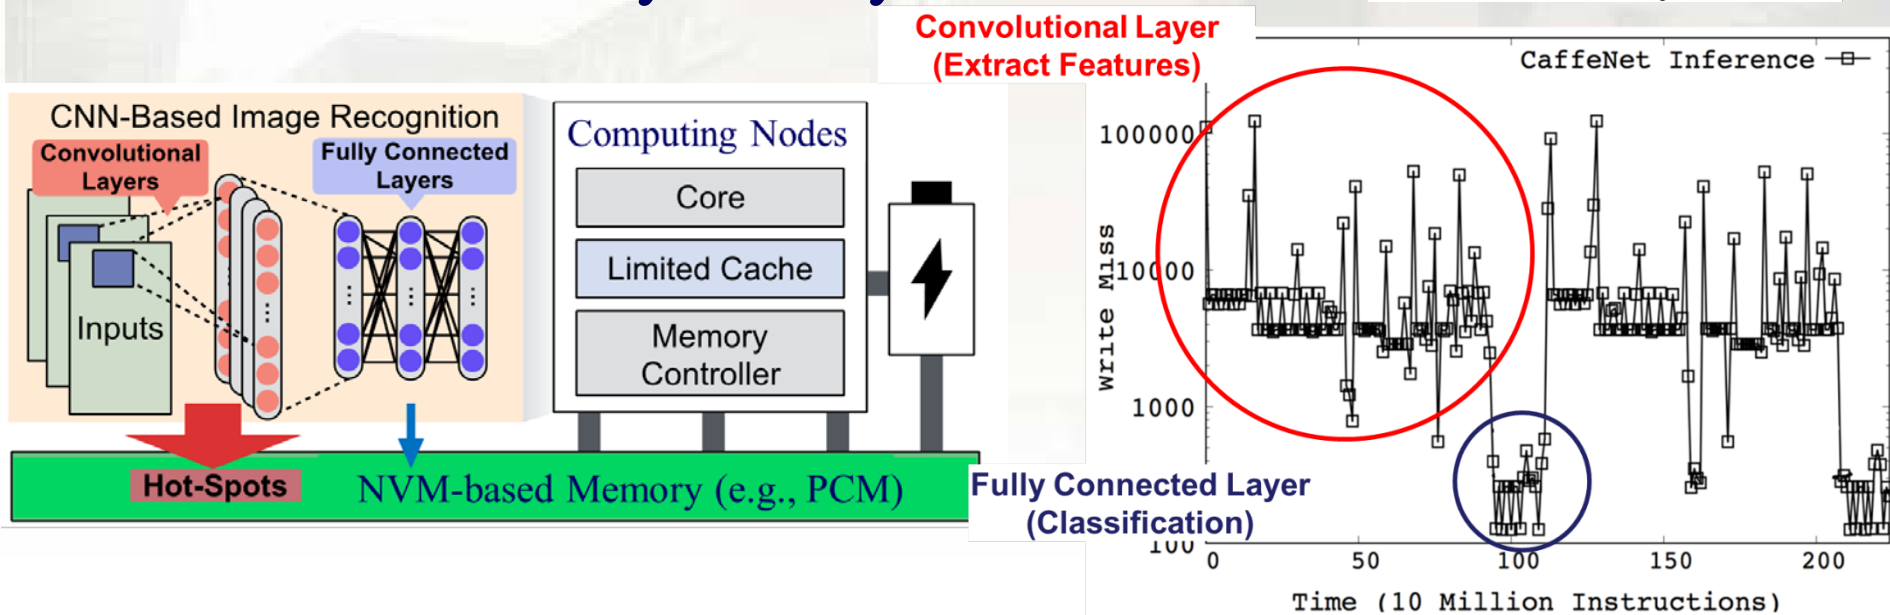 Convolutional Layer
(Extract Features)
CNN-Based Image Recognition
Convolutional
Layers
Fully Connected
Layers
Inputs
Computing Nodes
Core
Limited Cache
Memory
Controller
Hot-Spots
NVM-based Memory (e.g., PCM)
CaffeNet Inference
Write Miss
100000
10000
1000
100
Fully Connected Layer
(Classification)
0 50 100 150 200
Time (10 Million Instructions)